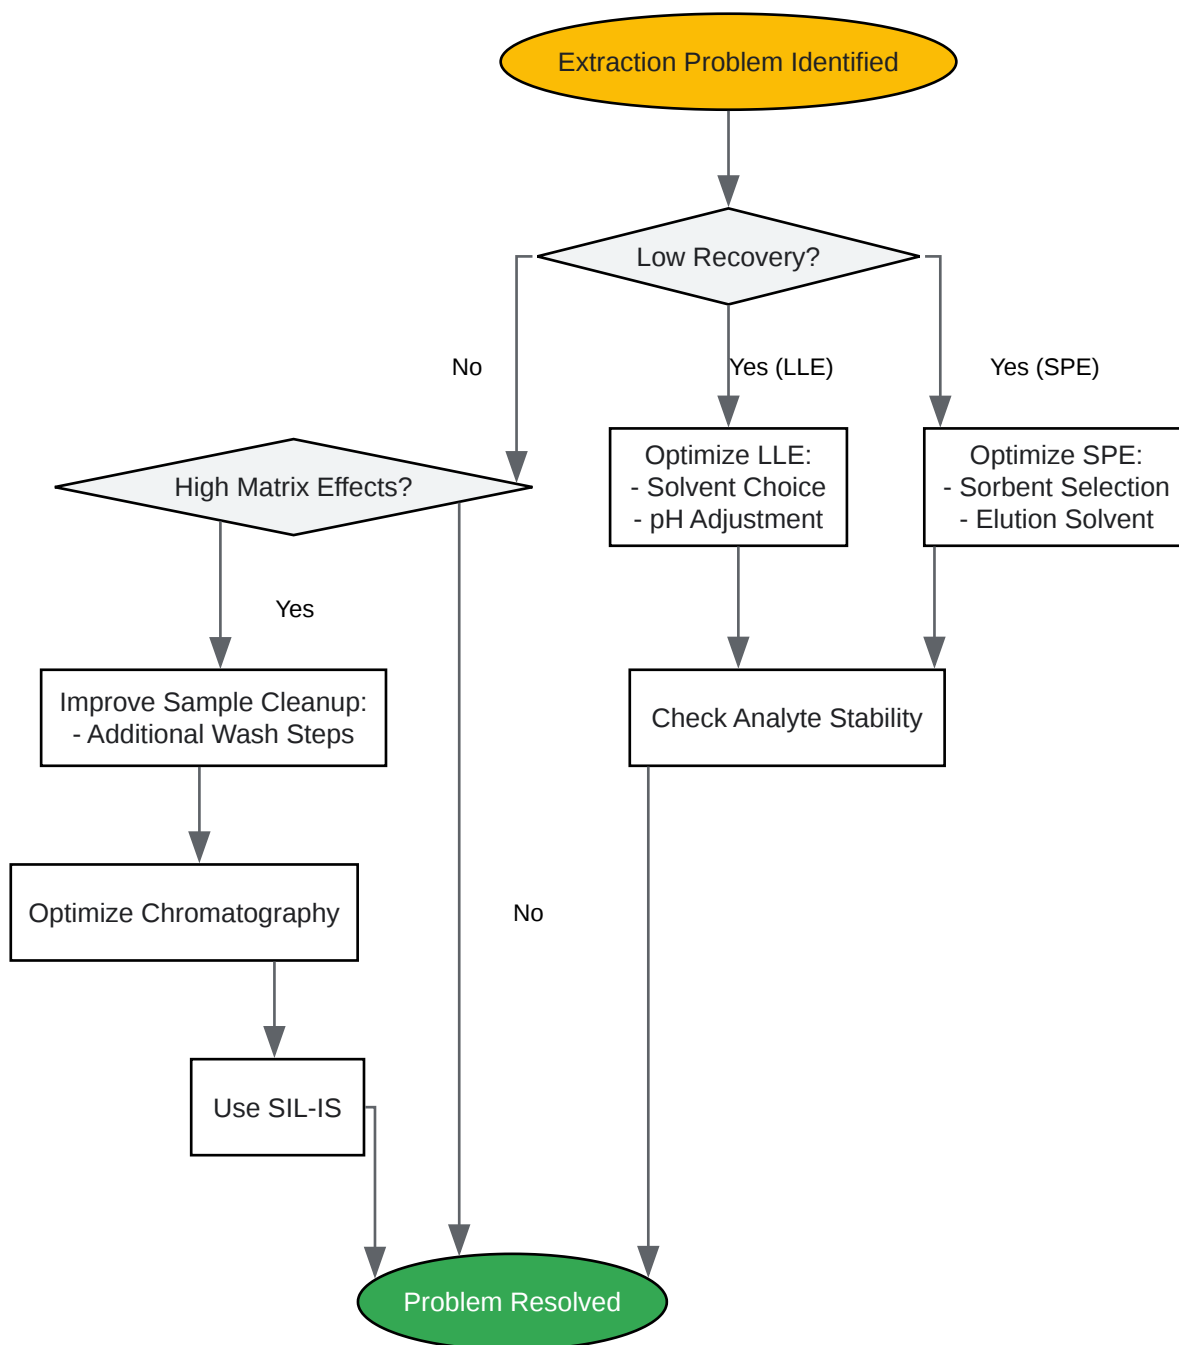 Extraction Problem Identified
Low Recovery?
No
Yes (LLE)
Yes (SPE)
High Matrix Effects?
Optimize LLE:
- Solvent Choice
- pH Adjustment
Optimize SPE:
- Sorbent Selection
- Elution Solvent
Yes
Improve Sample Cleanup:
- Additional Wash Steps
Check Analyte Stability
Optimize Chromatography
No
Use SIL-IS
Problem Resolved